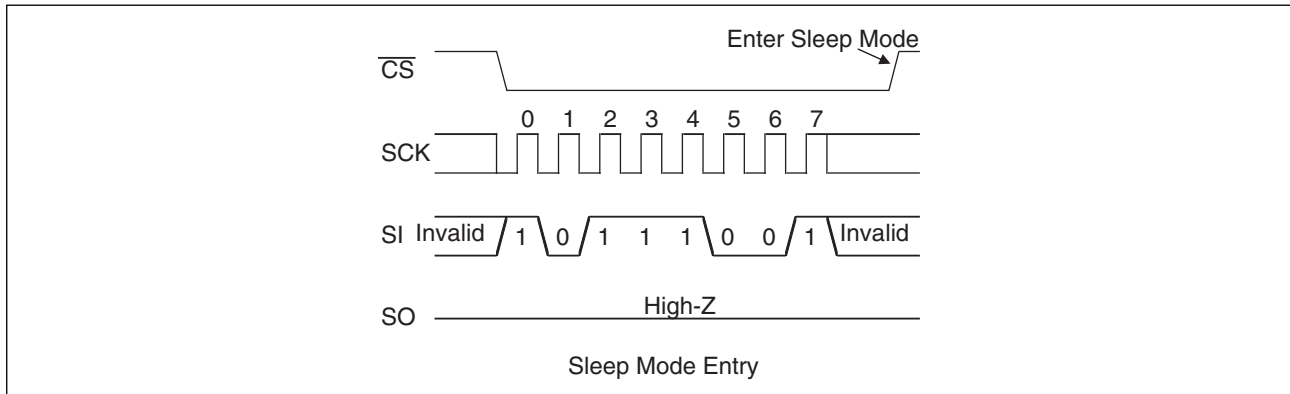 Enter Sleep Mode
CS
0 1 2 3 4 5 6 7
SCK
SI Invalid 1 0 1 1 1 0 0 1 Invalid
High-Z
SO
Sleep Mode Entry